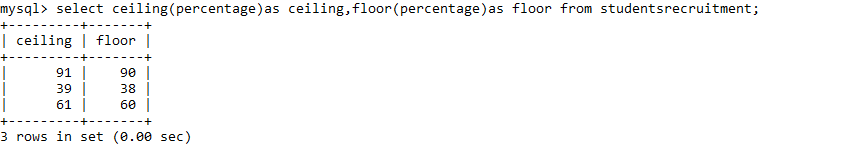 mysql> select ceiling(percentage)as ceiling,floor(percentage)as floor from studentsrecruitment;
+---------+-------+
| ceiling | floor |
+---------+-------+
|      91 |    90 |
|      39 |    38 |
|      61 |    60 |
+---------+-------+
3 rows in set (0.00 sec)